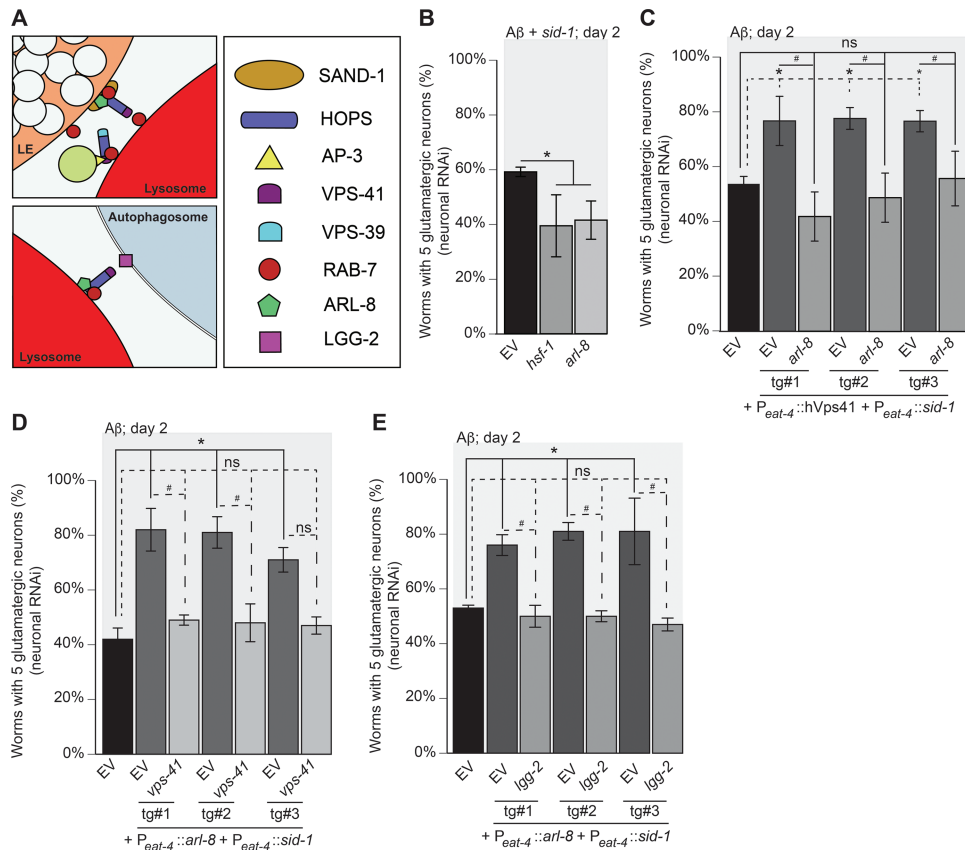 A
LE
Lysosome
Autophagosome
Lysosome
SAND-1
HOPS
AP-3
VPS-41
VPS-39
RAB-7
ARL-8
LGG-2
B
Aβ + sid-1; day 2
Worms with 5 glutamatergic neurons (%)
(neuronal RNAi)
100%
80%
60%
40%
20%
0%
*
EV
hsf-1
arl-8
C
Aβ; day 2
Worms with 5 glutamatergic neurons (%)
(neuronal RNAi)
100%
80%
60%
40%
20%
0%
ns
# # #
* * *
EV EV arl-8 EV arl-8 EV arl-8
tg#1 tg#2 tg#3
+ Peat-4::hVps41 + Peat-4::sid-1
D
Aβ; day 2
Worms with 5 glutamatergic neurons (%)
(neuronal RNAi)
100%
80%
60%
40%
20%
0%
*
ns
# # ns
EV EV vps-41 EV vps-41 EV vps-41
tg#1 tg#2 tg#3
+ Peat-4::arl-8 + Peat-4::sid-1
E
Aβ; day 2
Worms with 5 glutamatergic neurons (%)
(neuronal RNAi)
100%
80%
60%
40%
20%
0%
*
ns
# # #
EV EV lgg-2 EV lgg-2 EV lgg-2
tg#1 tg#2 tg#3
+ Peat-4::arl-8 + Peat-4::sid-1